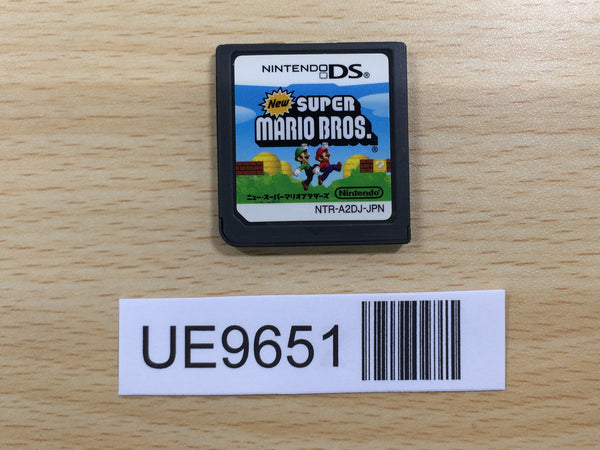 NINTENDO DS®
New SUPER
MARIO BROS.®
ニュー・スーパーマリオブラザーズ Nintendo
NTR-A2DJ-JPN
UE9651